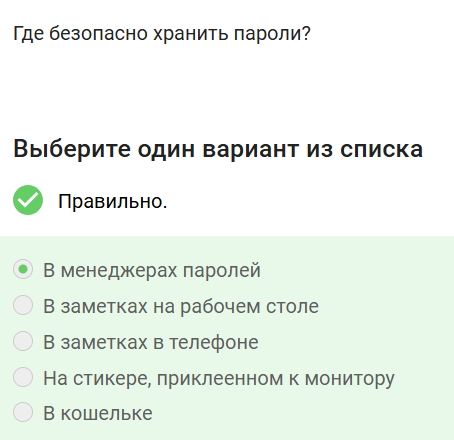 Где безопасно хранить пароли?
Выберите один вариант из списка
Правильно.
В менеджерах паролей
В заметках на рабочем столе
В заметках в телефоне
На стикере, приклеенном к монитору
В кошельке